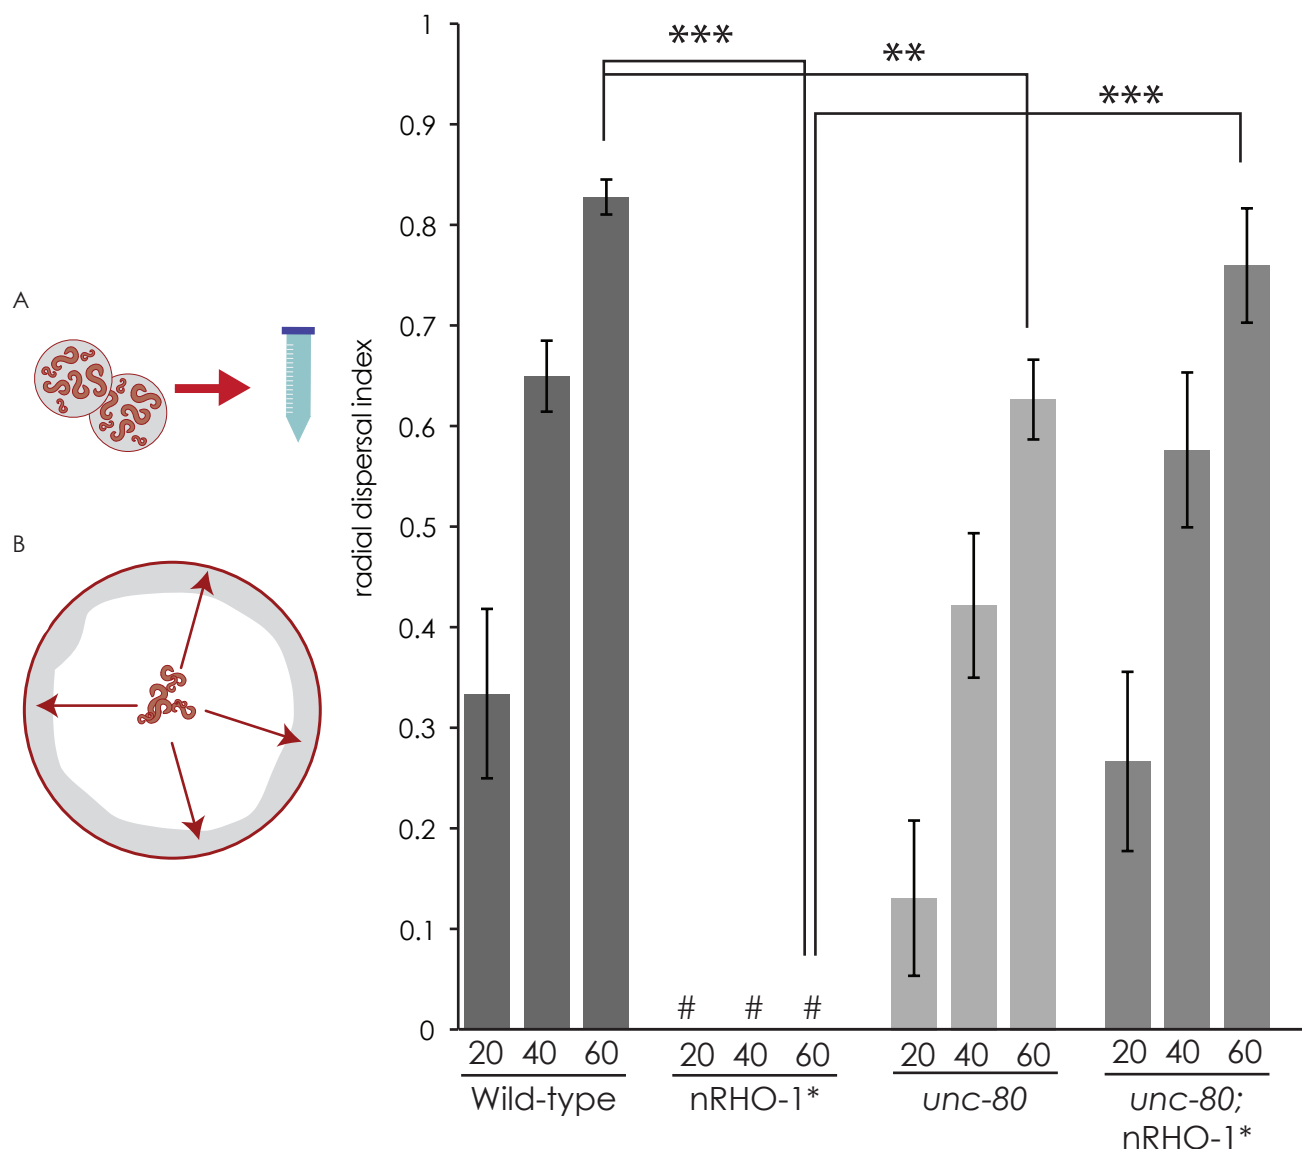 A
B
radial dispersal index
1
0.9
0.8
0.7
0.6
0.5
0.4
0.3
0.2
0.1
0
***
**
***
# # #
20 40 60 20 40 60 20 40 60 20 40 60
Wild-type nRHO-1* unc-80 unc-80;
nRHO-1*